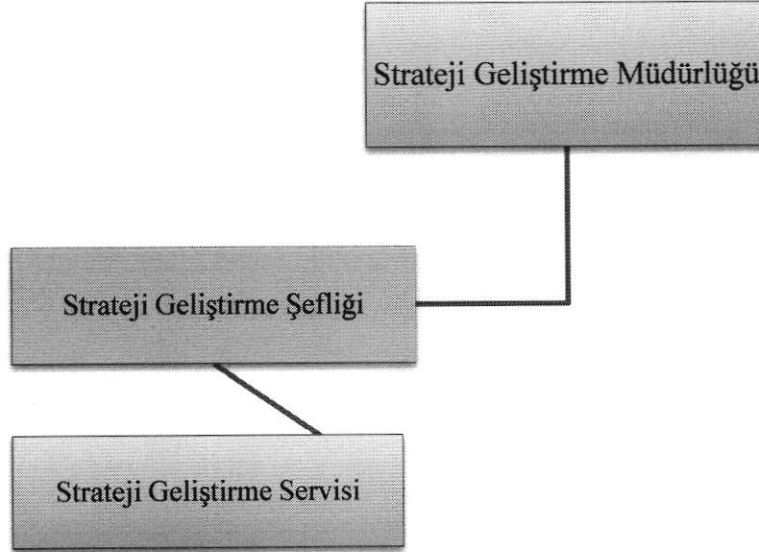 Strateji Geliştirme Müdürlüğü
Strateji Geliştirme Şefliği
Strateji Geliştirme Servisi